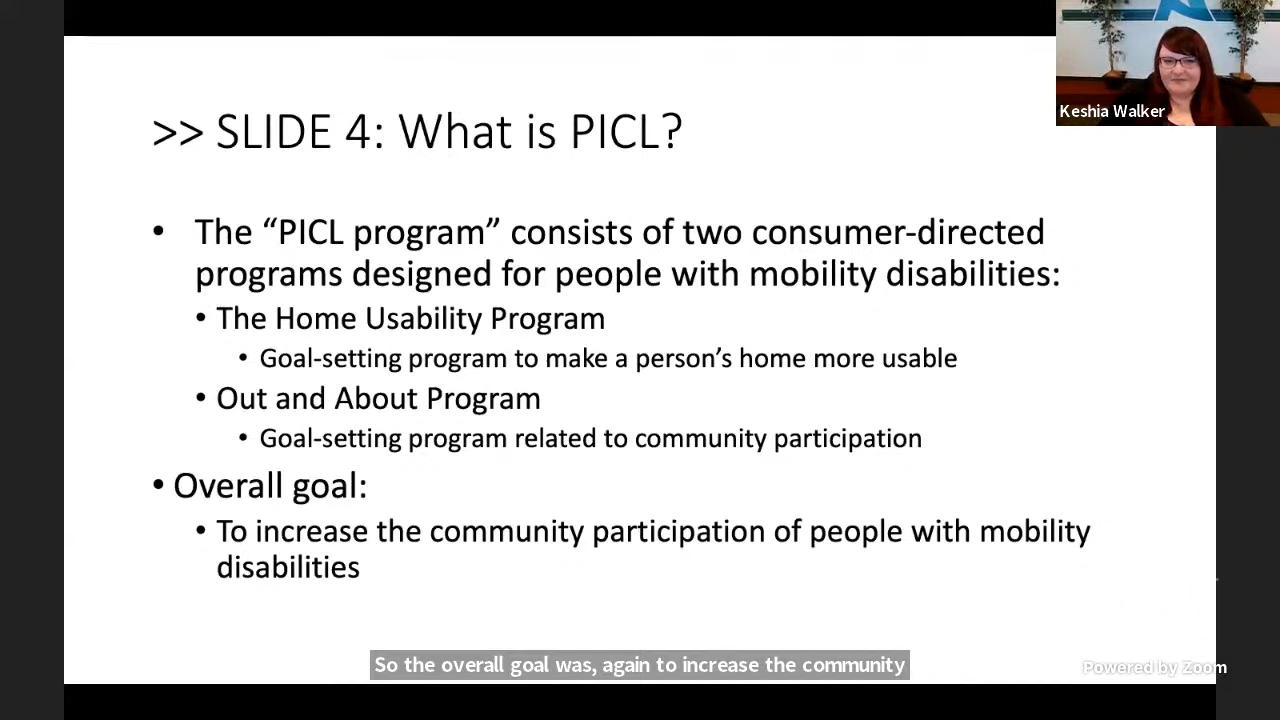 Keshia Walker
>> SLIDE 4: What is PICL?
• The “PICL program” consists of two consumer-directed
programs designed for people with mobility disabilities:
• The Home Usability Program
• Goal-setting program to make a person’s home more usable
• Out and About Program
• Goal-setting program related to community participation
• Overall goal:
• To increase the community participation of people with mobility
disabilities
So the overall goal was, again to increase the community
Powered by Zoom